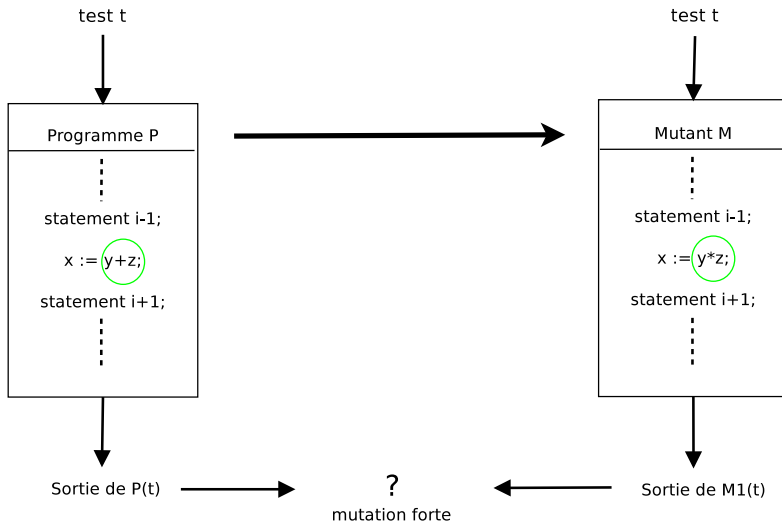 test t
Programme P
statement i-1;
x := y+z;
statement i+1;
Sortie de P(t)
?
mutation forte
test t
Mutant M
statement i-1;
x := y*z;
statement i+1;
Sortie de M1(t)